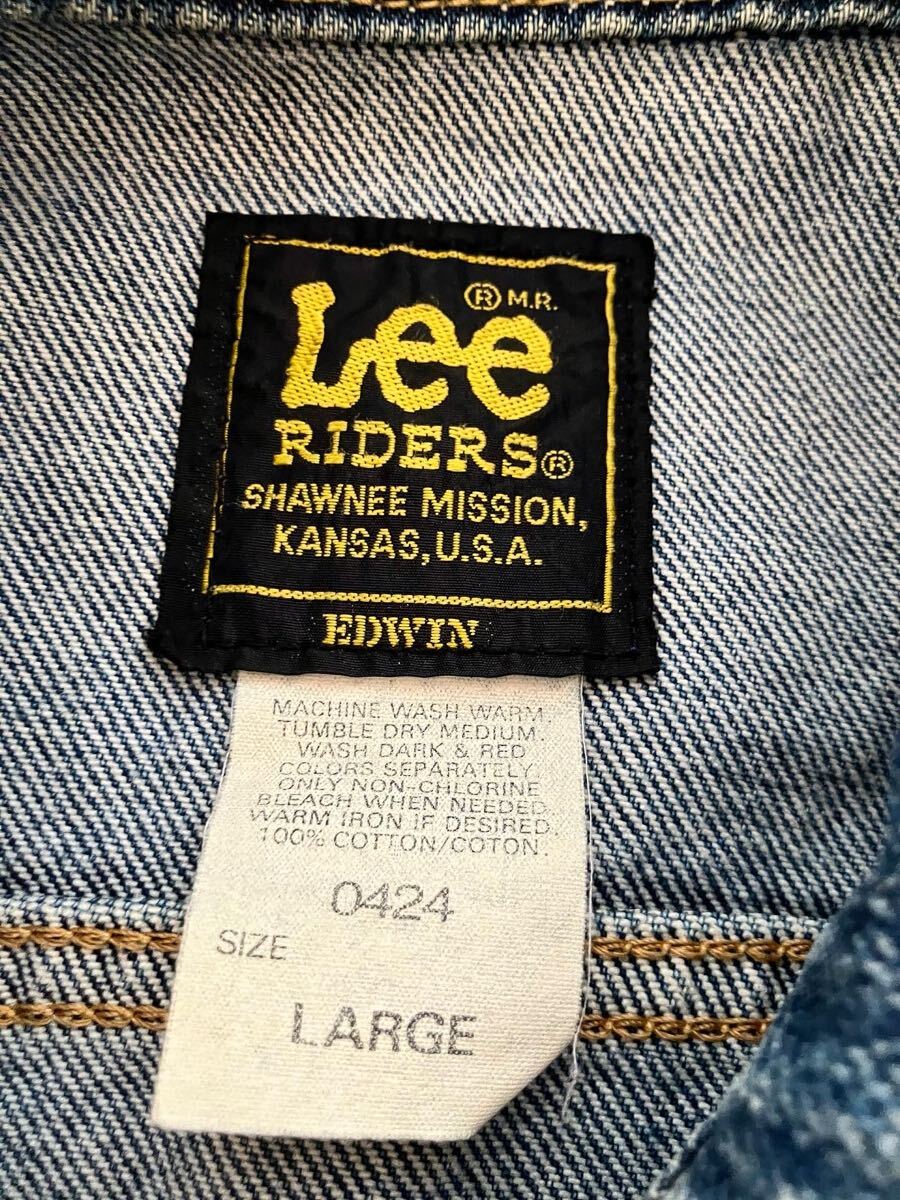 ® M.R.
Lee
RIDERS®
SHAWNEE MISSION,
KANSAS, U.S.A.
EDWIN
MACHINE WASH WARM.
TUMBLE DRY MEDIUM.
WASH DARK & RED
COLORS SEPARATELY.
ONLY NON-CHLORINE
BLEACH WHEN NEEDED.
WARM IRON IF DESIRED.
100% COTTON/COTON.
0424
SIZE
LARGE